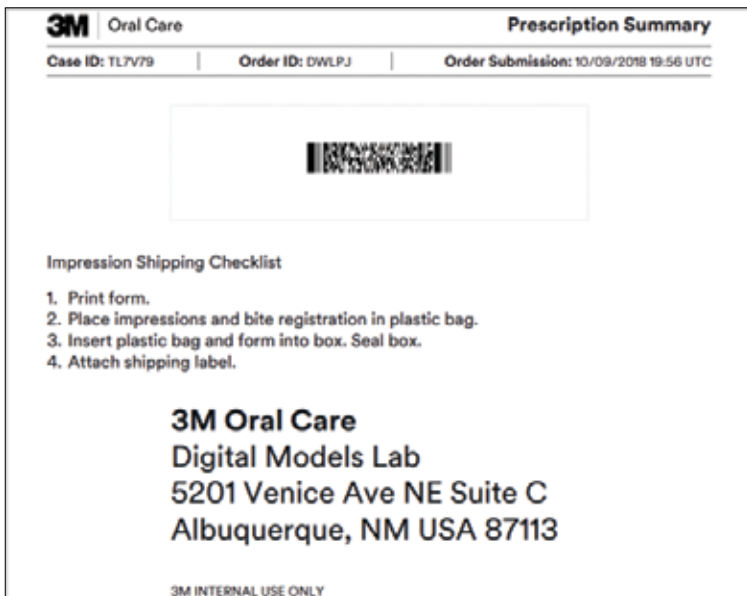 3M Oral Care
Prescription Summary
Case ID: TL7V79 | Order ID: DWLPJ | Order Submission: 10/09/2018 19:56 UTC
Impression Shipping Checklist
1. Print form.
2. Place impressions and bite registration in plastic bag.
3. Insert plastic bag and form into box. Seal box.
4. Attach shipping label.
3M Oral Care
Digital Models Lab
5201 Venice Ave NE Suite C
Albuquerque, NM USA 87113
3M INTERNAL USE ONLY